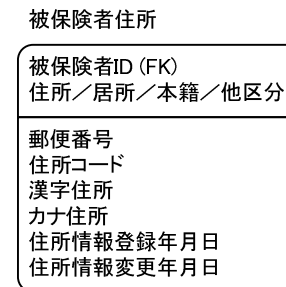 被保険者住所
被保険者ID (FK)
住所／居所／本籍／他区分
郵便番号
住所コード
漢字住所
カナ住所
住所情報登録年月日
住所情報変更年月日